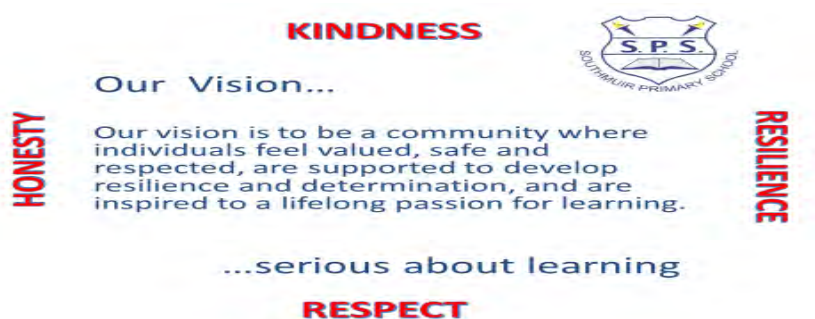 KINDNESS
S. P. S.
SOUTHMUIR PRIMARY SCHOOL
Our Vision...
HONESTY
RESILIENCE
Our vision is to be a community where
individuals feel valued, safe and
respected, are supported to develop
resilience and determination, and are
inspired to a lifelong passion for learning.
...serious about learning
RESPECT